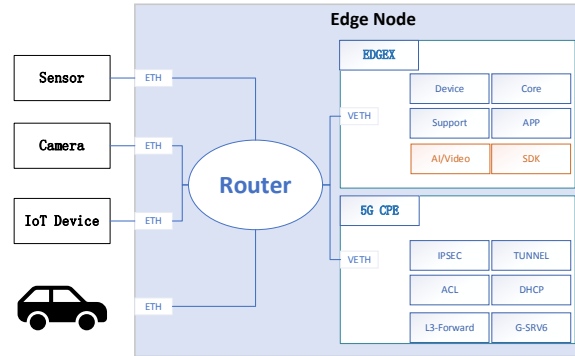 Edge Node
EDGEX
Sensor
ETH
Device
Core
VETH
Support
APP
Camera
ETH
AI/Video
SDK
Router
IoT Device
ETH
5G CPE
VETH
IPSEC
TUNNEL
ACL
DHCP
ETH
L3-Forward
G-SRV6